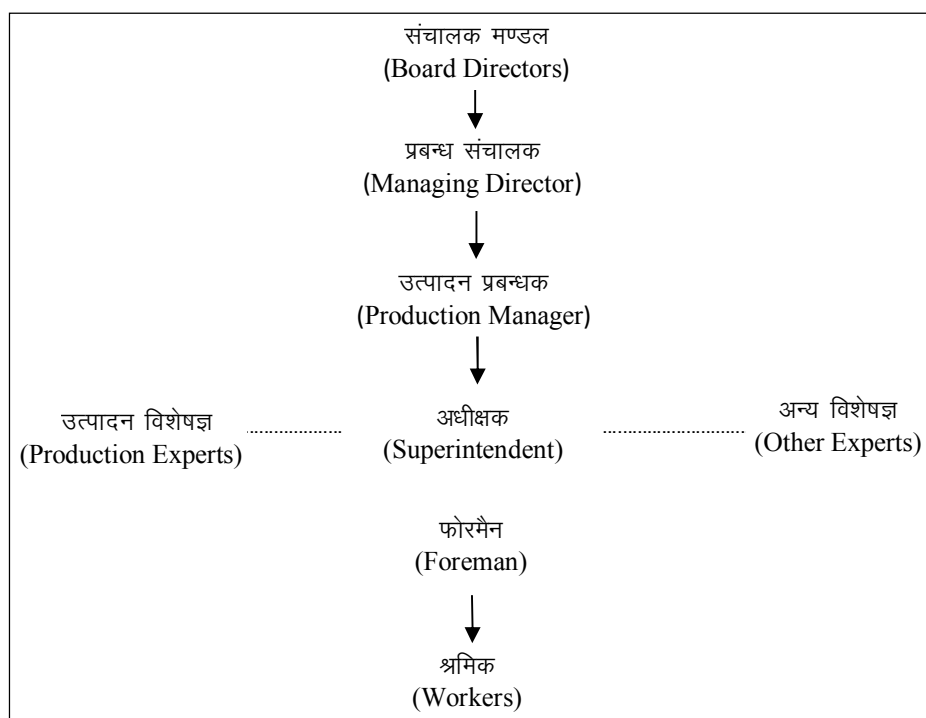 संचालक मण्डल
(Board Directors)
प्रबन्ध संचालक
(Managing Director)
उत्पादन प्रबन्धक
(Production Manager)
उत्पादन विशेषज्ञ
(Production Experts)
अधीक्षक
(Superintendent)
अन्य विशेषज्ञ
(Other Experts)
फोरमैन
(Foreman)
श्रमिक
(Workers)